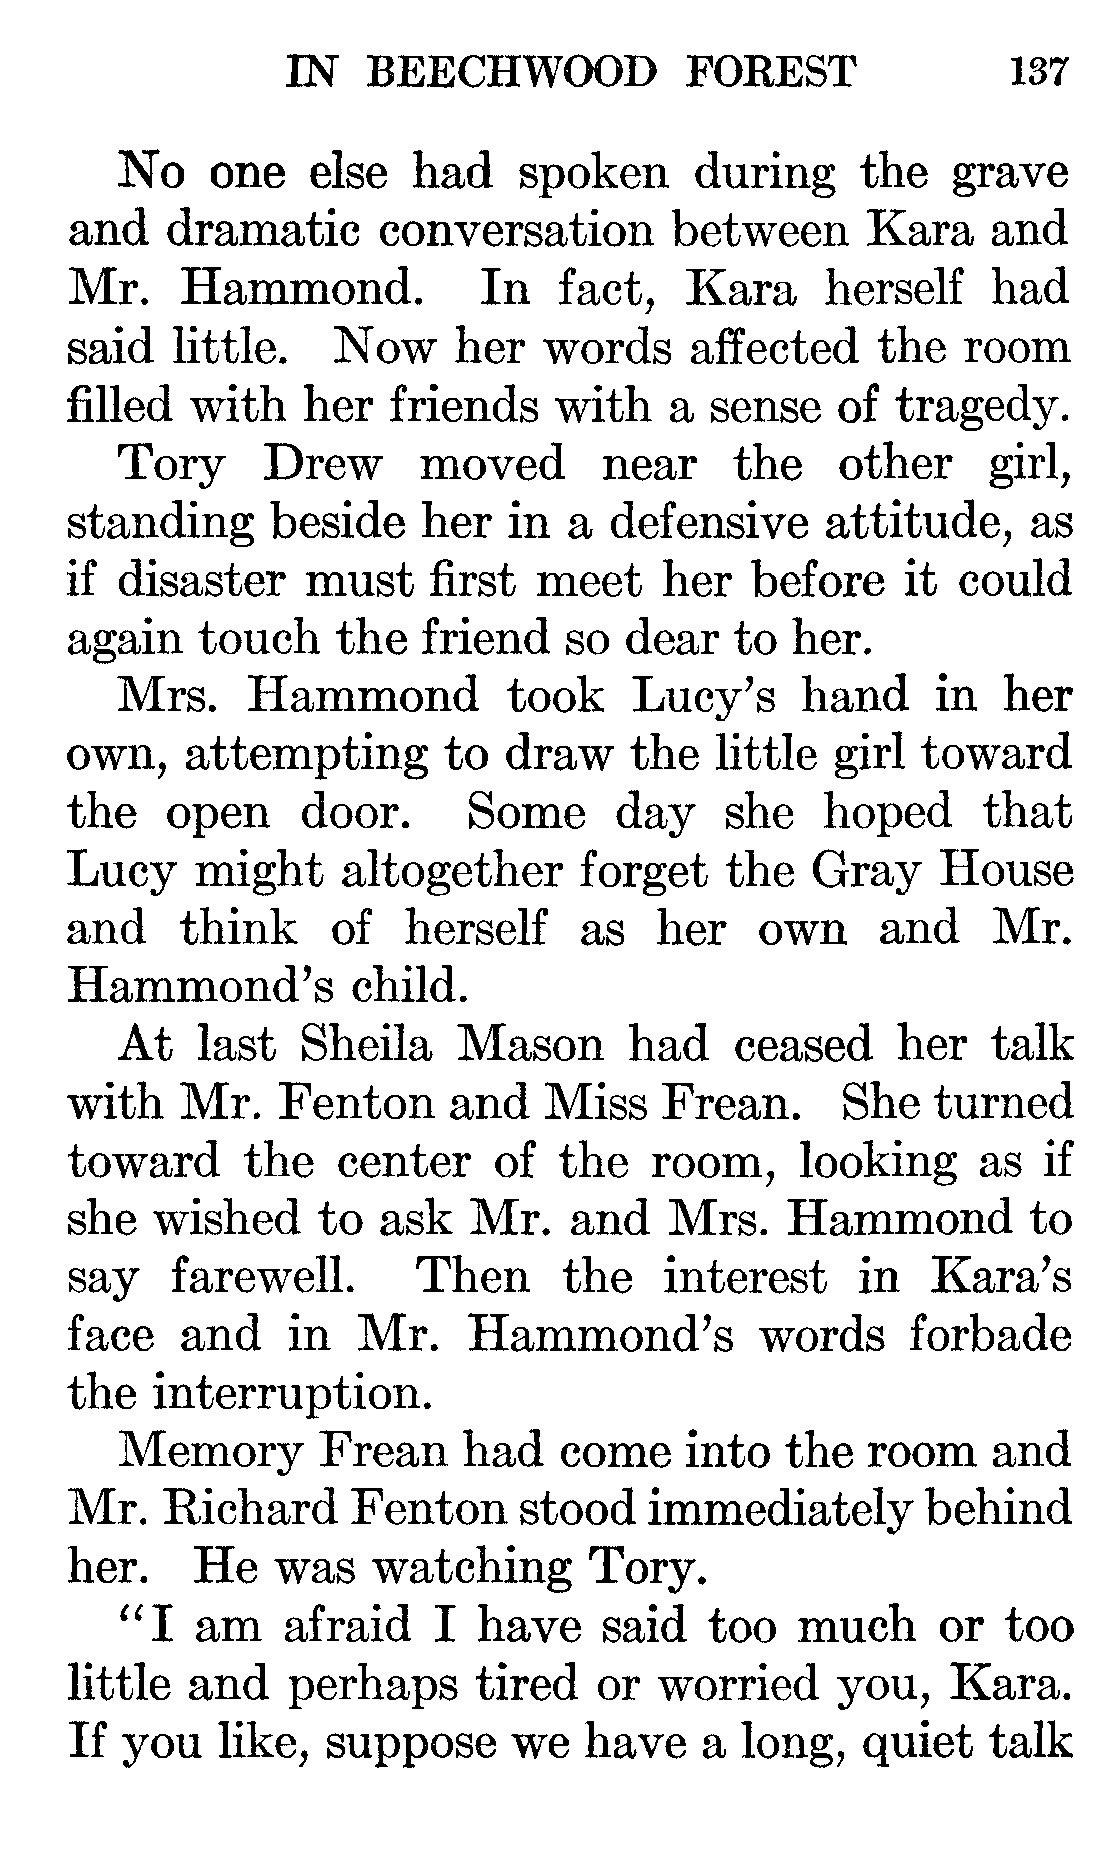 IN BEECHWOOD FOREST 137
No one else had spoken during the grave
and dramatic conversation between Kara and
Mr. Hammond. In fact, Kara herself had
said little. Now her words affected the room
filled with her friends with a sense of tragedy.
Tory Drew moved near the other girl,
standing beside her in a defensive attitude, as
if disaster must first meet her before it could
again touch the friend so dear to her.
Mrs. Hammond took Lucy's hand in her
own, attempting to draw the little girl toward
the open door. Some day she hoped that
Lucy might altogether forget the Gray House
and think of herself as her own and Mr.
Hammond's child.
At last Sheila Mason had ceased her talk
with Mr. Fenton and Miss Frean. She turned
toward the center of the room, looking as if
she wished to ask Mr. and Mrs. Hammond to
say farewell. Then the interest in Kara's
face and in Mr. Hammond's words forbade
the interruption.
Memory Frean had come into the room and
Mr. Richard Fenton stood immediately behind
her. He was watching Tory.
"I am afraid I have said too much or too
little and perhaps tired or worried you, Kara.
If you like, suppose we have a long, quiet talk